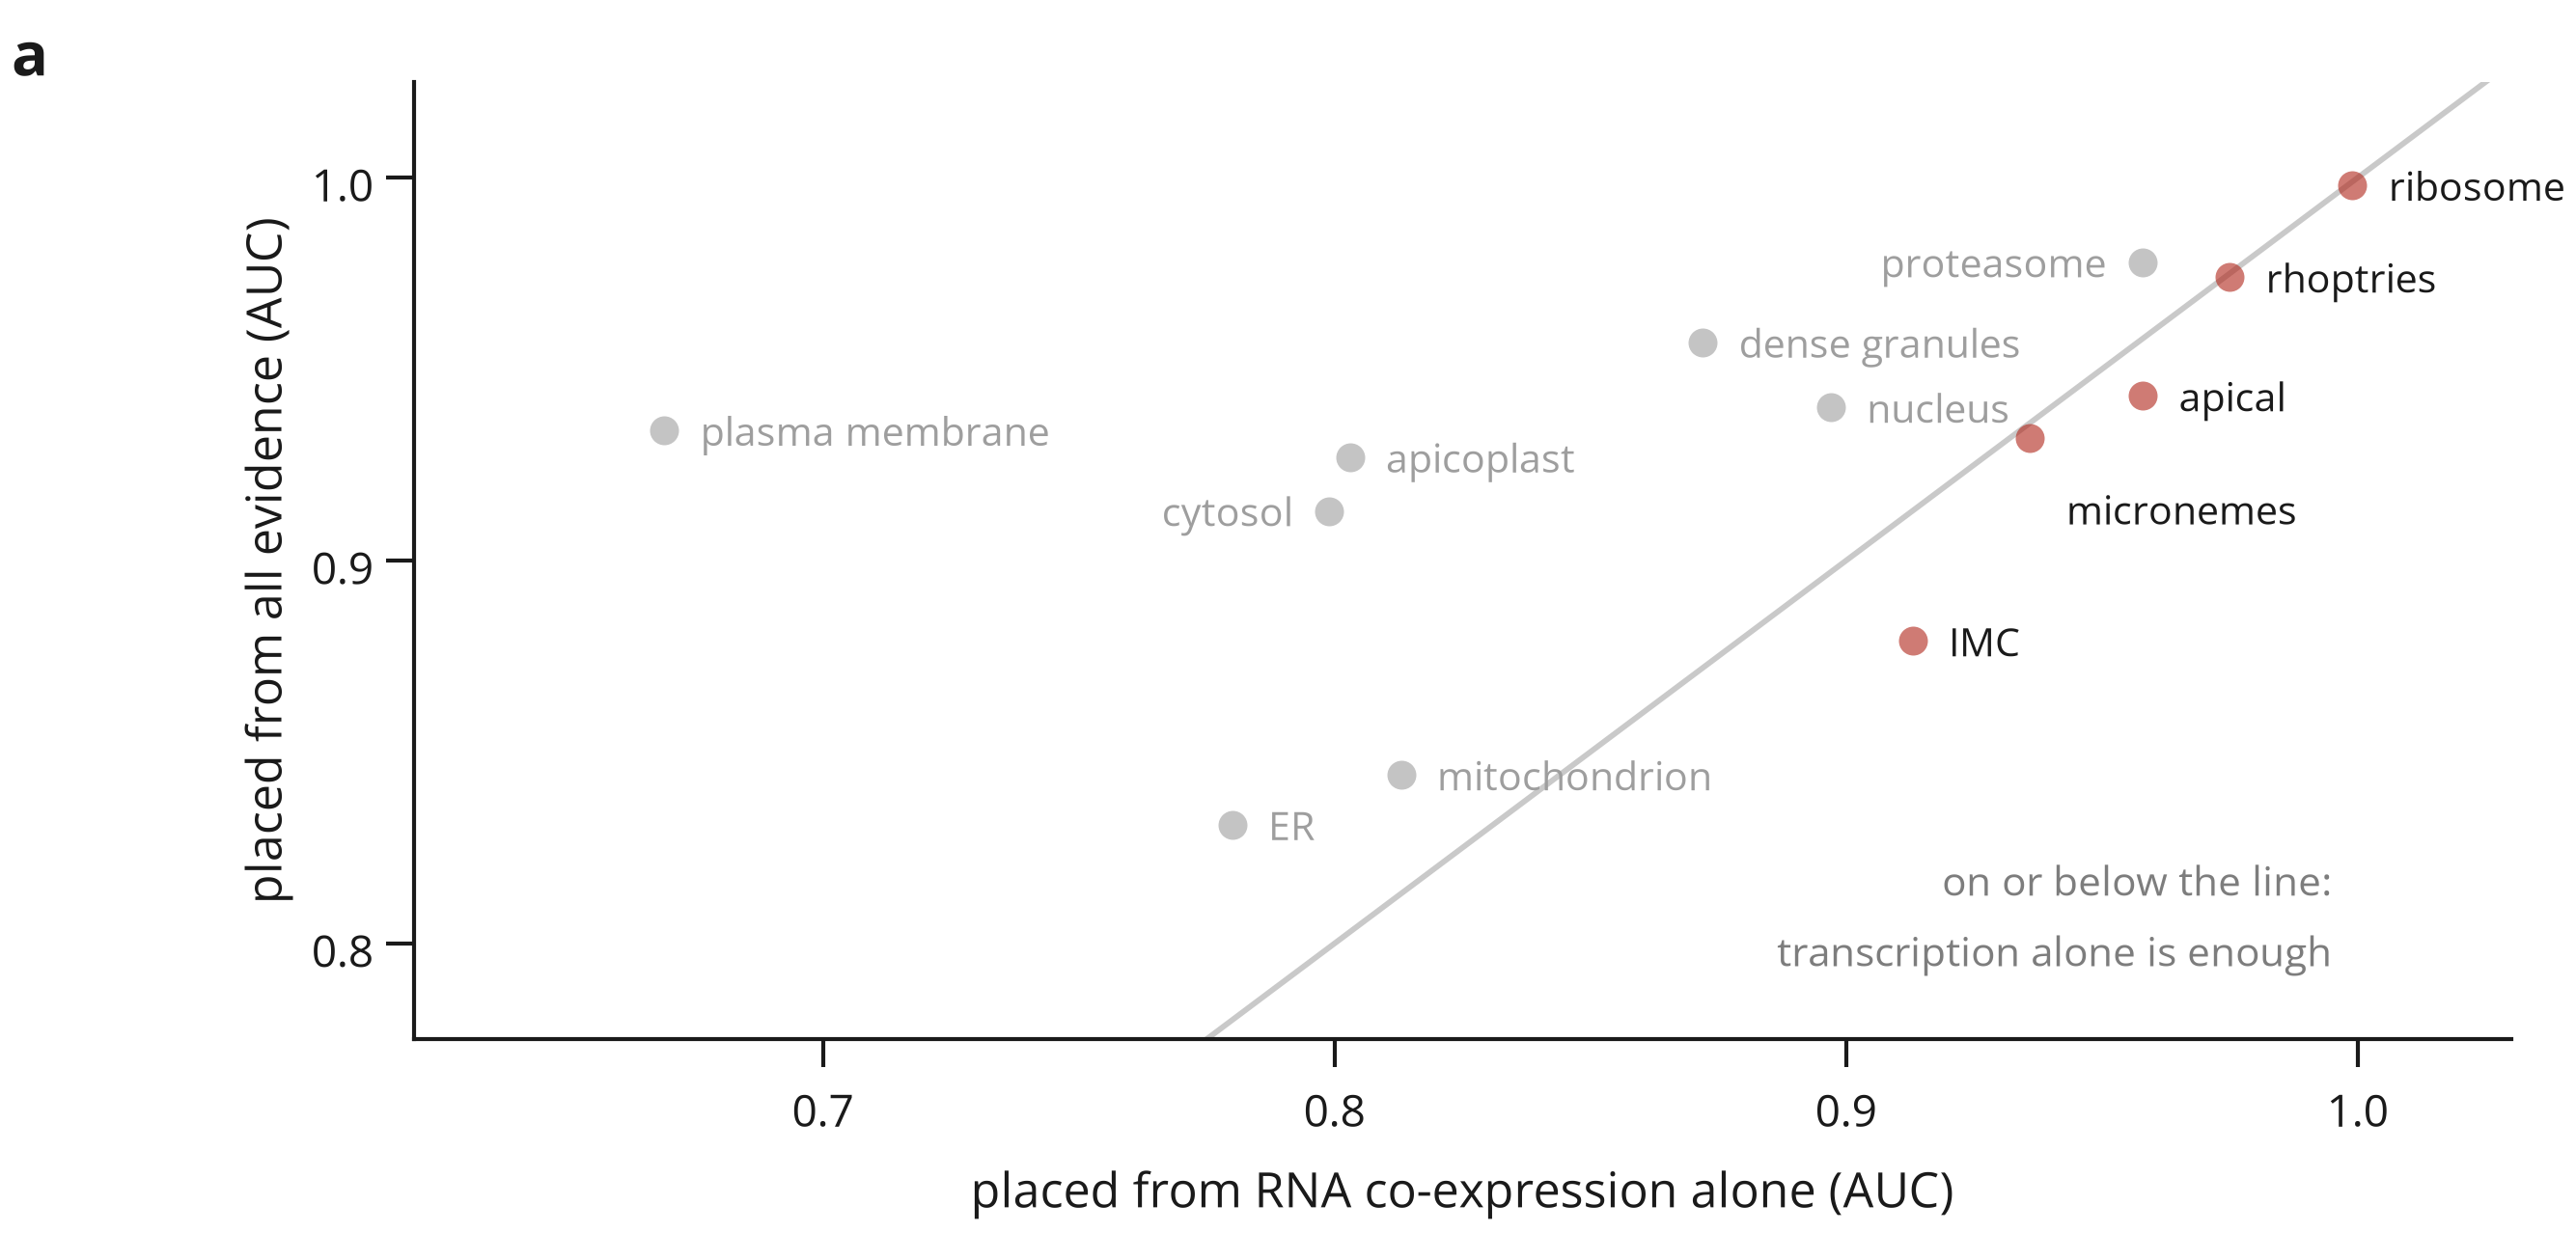 a
placed from all evidence (AUC)
1.0
0.9
0.8
ribosome
proteasome
rhoptries
dense granules
apical
nucleus
plasma membrane
apicoplast
cytosol
micronemes
IMC
mitochondrion
ER
on or below the line:
transcription alone is enough
0.7
0.8
0.9
1.0
placed from RNA co-expression alone (AUC)